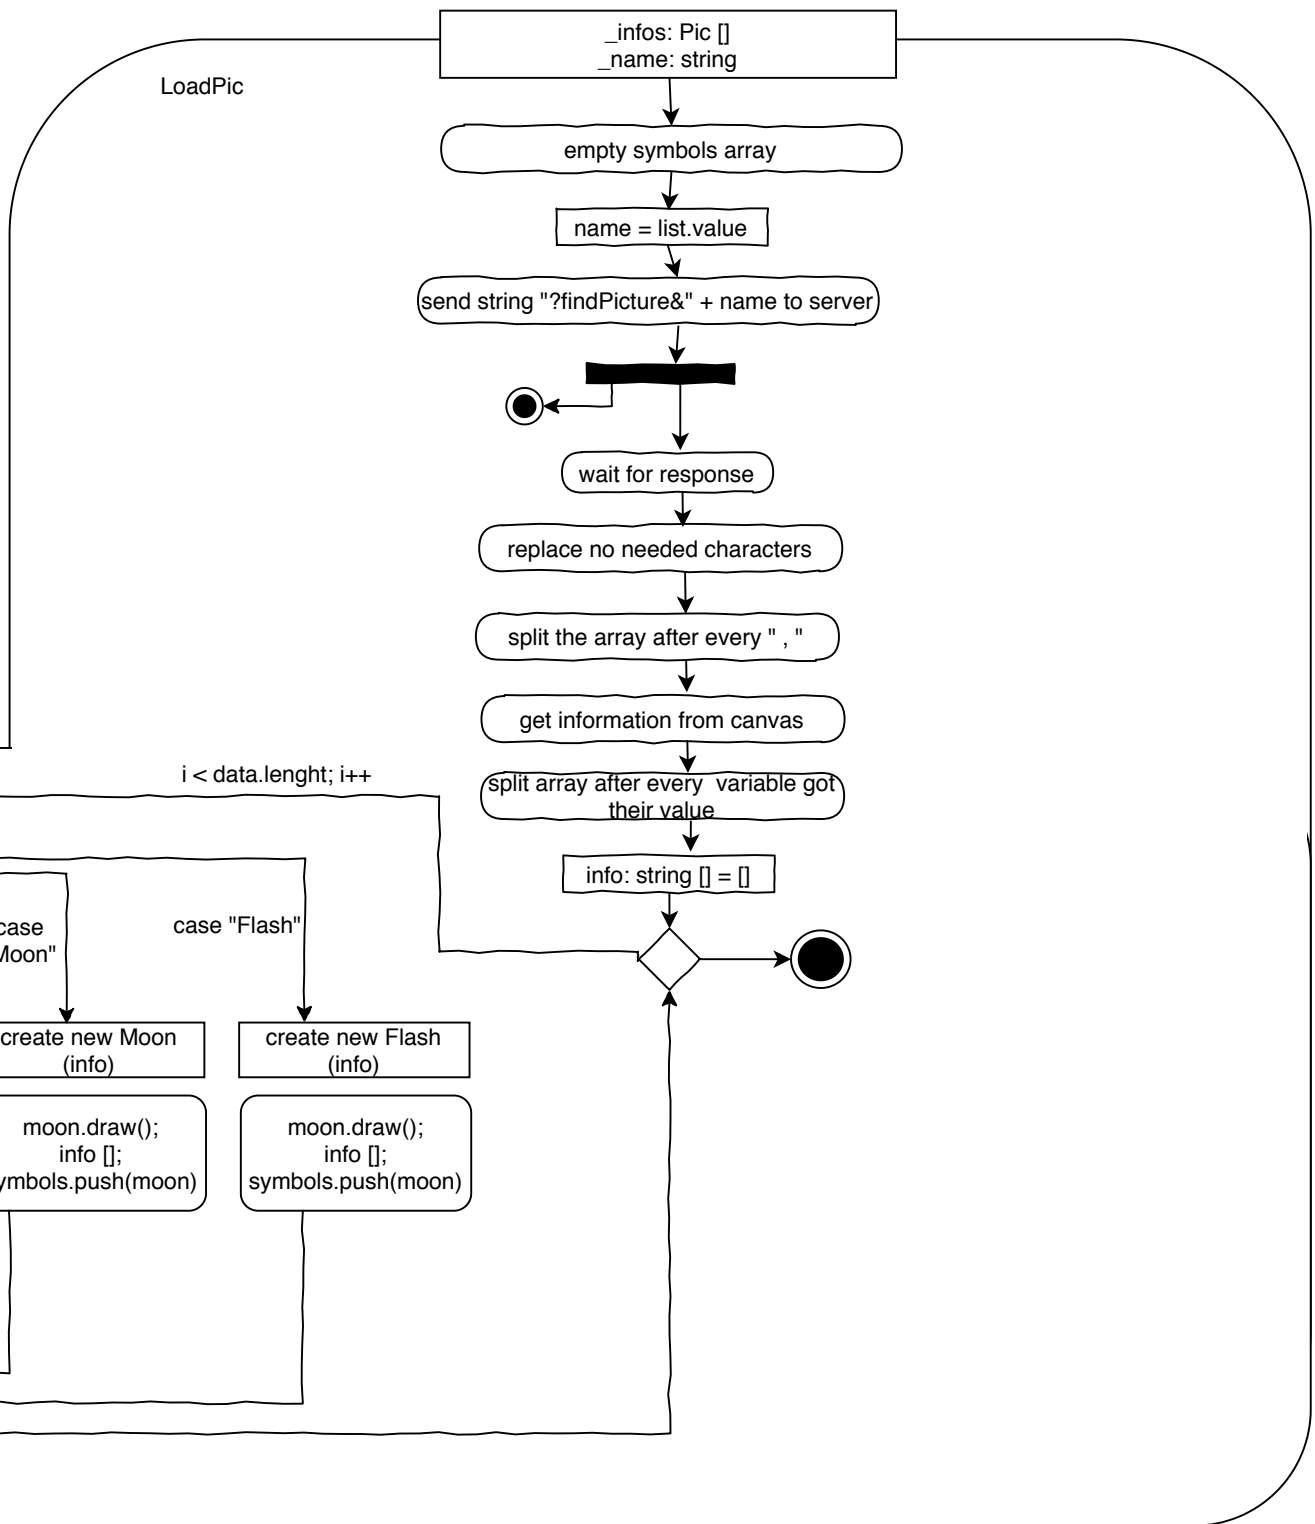 _infos: Pic []
_name: string
LoadPic
empty symbols array
name = list.value
send string "?findPicture&" + name to server
wait for response
replace no needed characters
split the array after every " , "
get information from canvas
i < data.lenght; i++
split array after every  variable got
their value
info: string [] = []
case
Moon"
case "Flash"
create new Moon
(info)
create new Flash
(info)
moon.draw();
info [];
symbols.push(moon)
moon.draw();
info [];
symbols.push(moon)